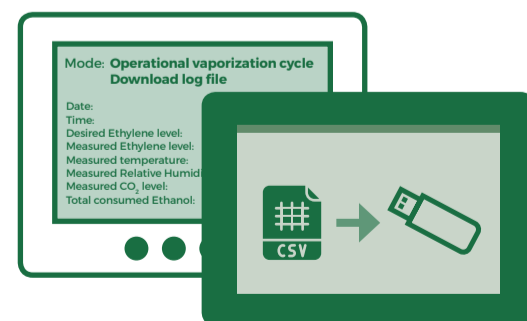 Mode: Operational vaporization cycle
Download log file
Date:
Time:
Desired Ethylene level:
Measured Ethylene level:
Measured temperature:
Measured Relative Humidi
Measured CO₂ level:
Total consumed Ethanol:
CSV